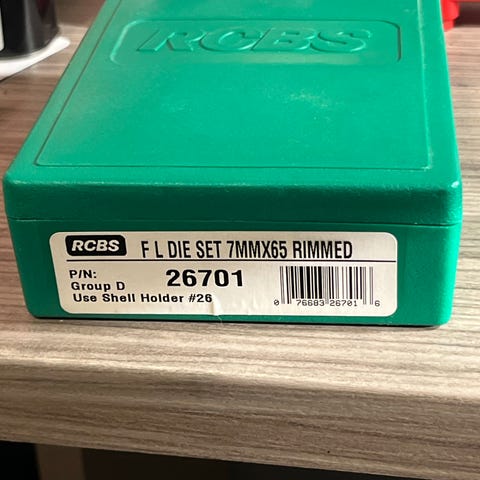 RCBS
RCBS F L DIE SET 7MMX65 RIMMED
P/N: 26701
Group D
Use Shell Holder #26
0 76683 26701 6